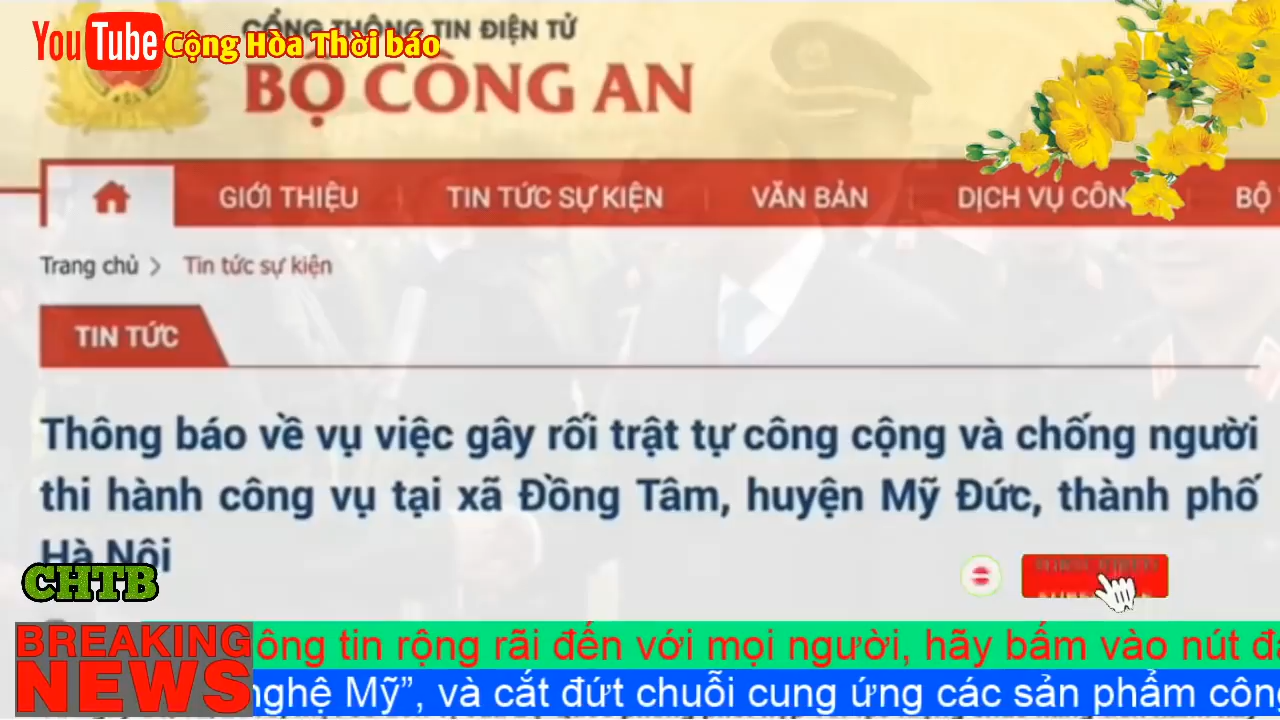 CỔNG THÔNG TIN ĐIỆN TỬ
YouTube Cộng Hòa Thời báo
BỘ CÔNG AN
GIỚI THIỆU TIN TỨC SỰ KIỆN VĂN BẢN DỊCH VỤ CÔN BỘ
Trang chủ > Tin tức sự kiện
TIN TỨC
Thông báo về vụ việc gây rối trật tự công cộng và chống người
thi hành công vụ tại xã Đồng Tâm, huyện Mỹ Đức, thành phố
Hà Nội
CHTB
BREAKING
NEWS
ông tin rộng rãi đến với mọi người, hãy bấm vào nút đă
nghệ Mỹ”, và cắt đứt chuỗi cung ứng các sản phẩm công